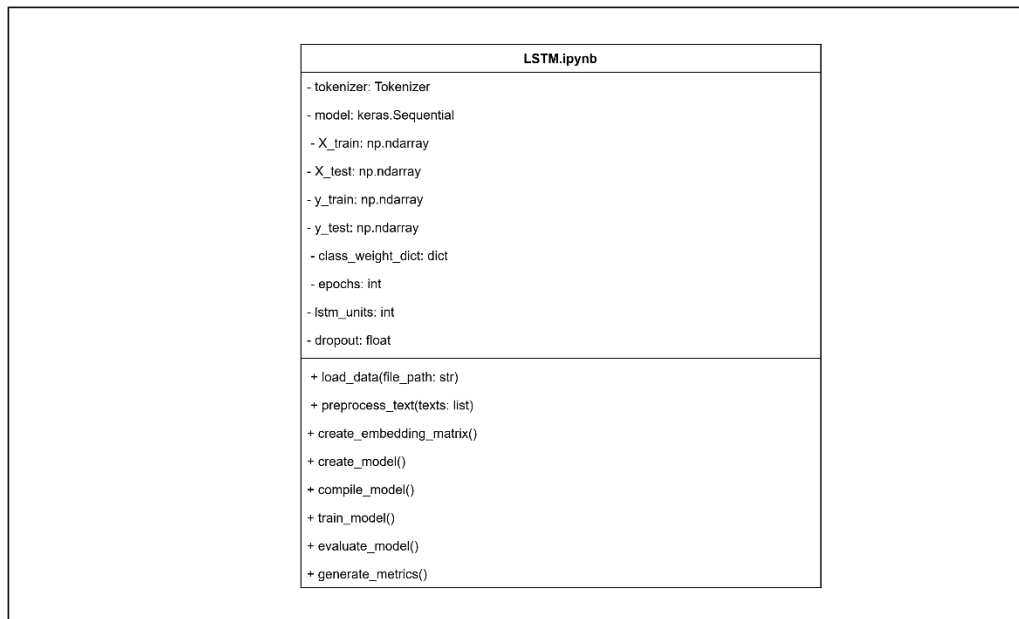 LSTM.ipynb
- tokenizer: Tokenizer
- model: keras.Sequential
- X_train: np.ndarray
- X_test: np.ndarray
- y_train: np.ndarray
- y_test: np.ndarray
- class_weight_dict: dict
- epochs: int
- lstm_units: int
- dropout: float
+ load_data(file_path: str)
+ preprocess_text(texts: list)
+ create_embedding_matrix()
+ create_model()
+ compile_model()
+ train_model()
+ evaluate_model()
+ generate_metrics()